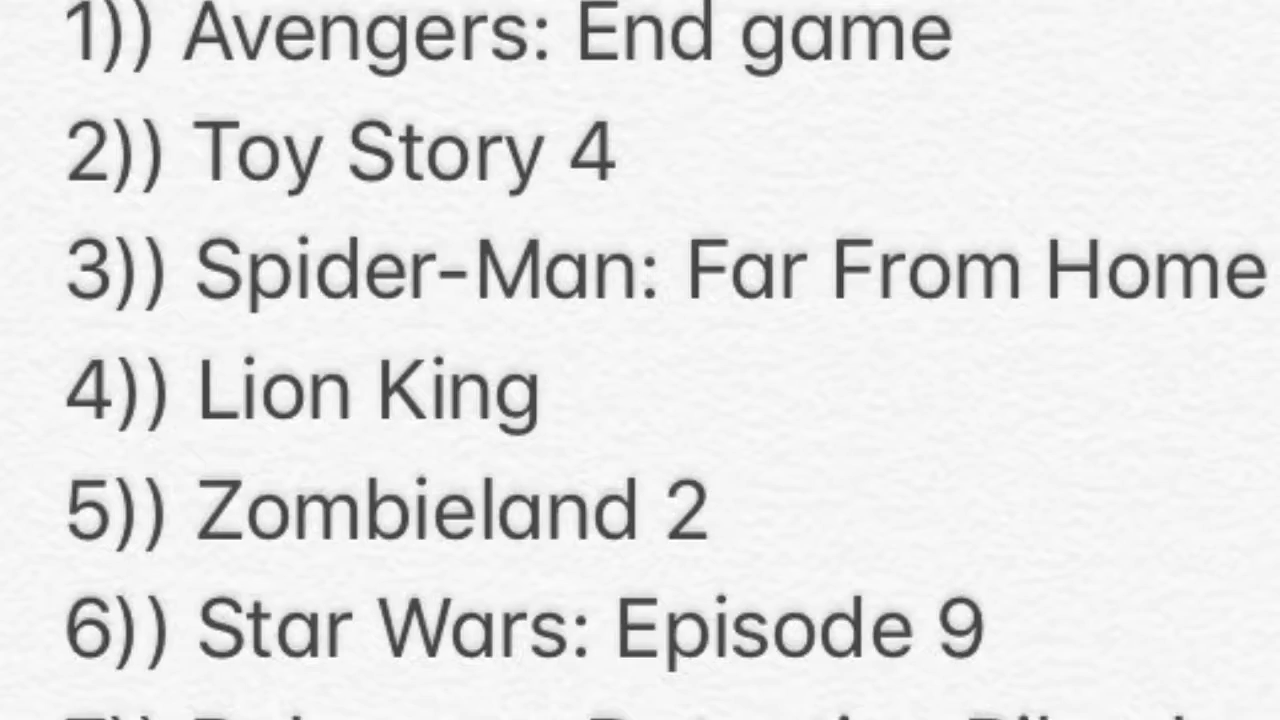 1)) Avengers: End game
2)) Toy Story 4
3)) Spider-Man: Far From Home
4)) Lion King
5)) Zombieland 2
6)) Star Wars: Episode 9